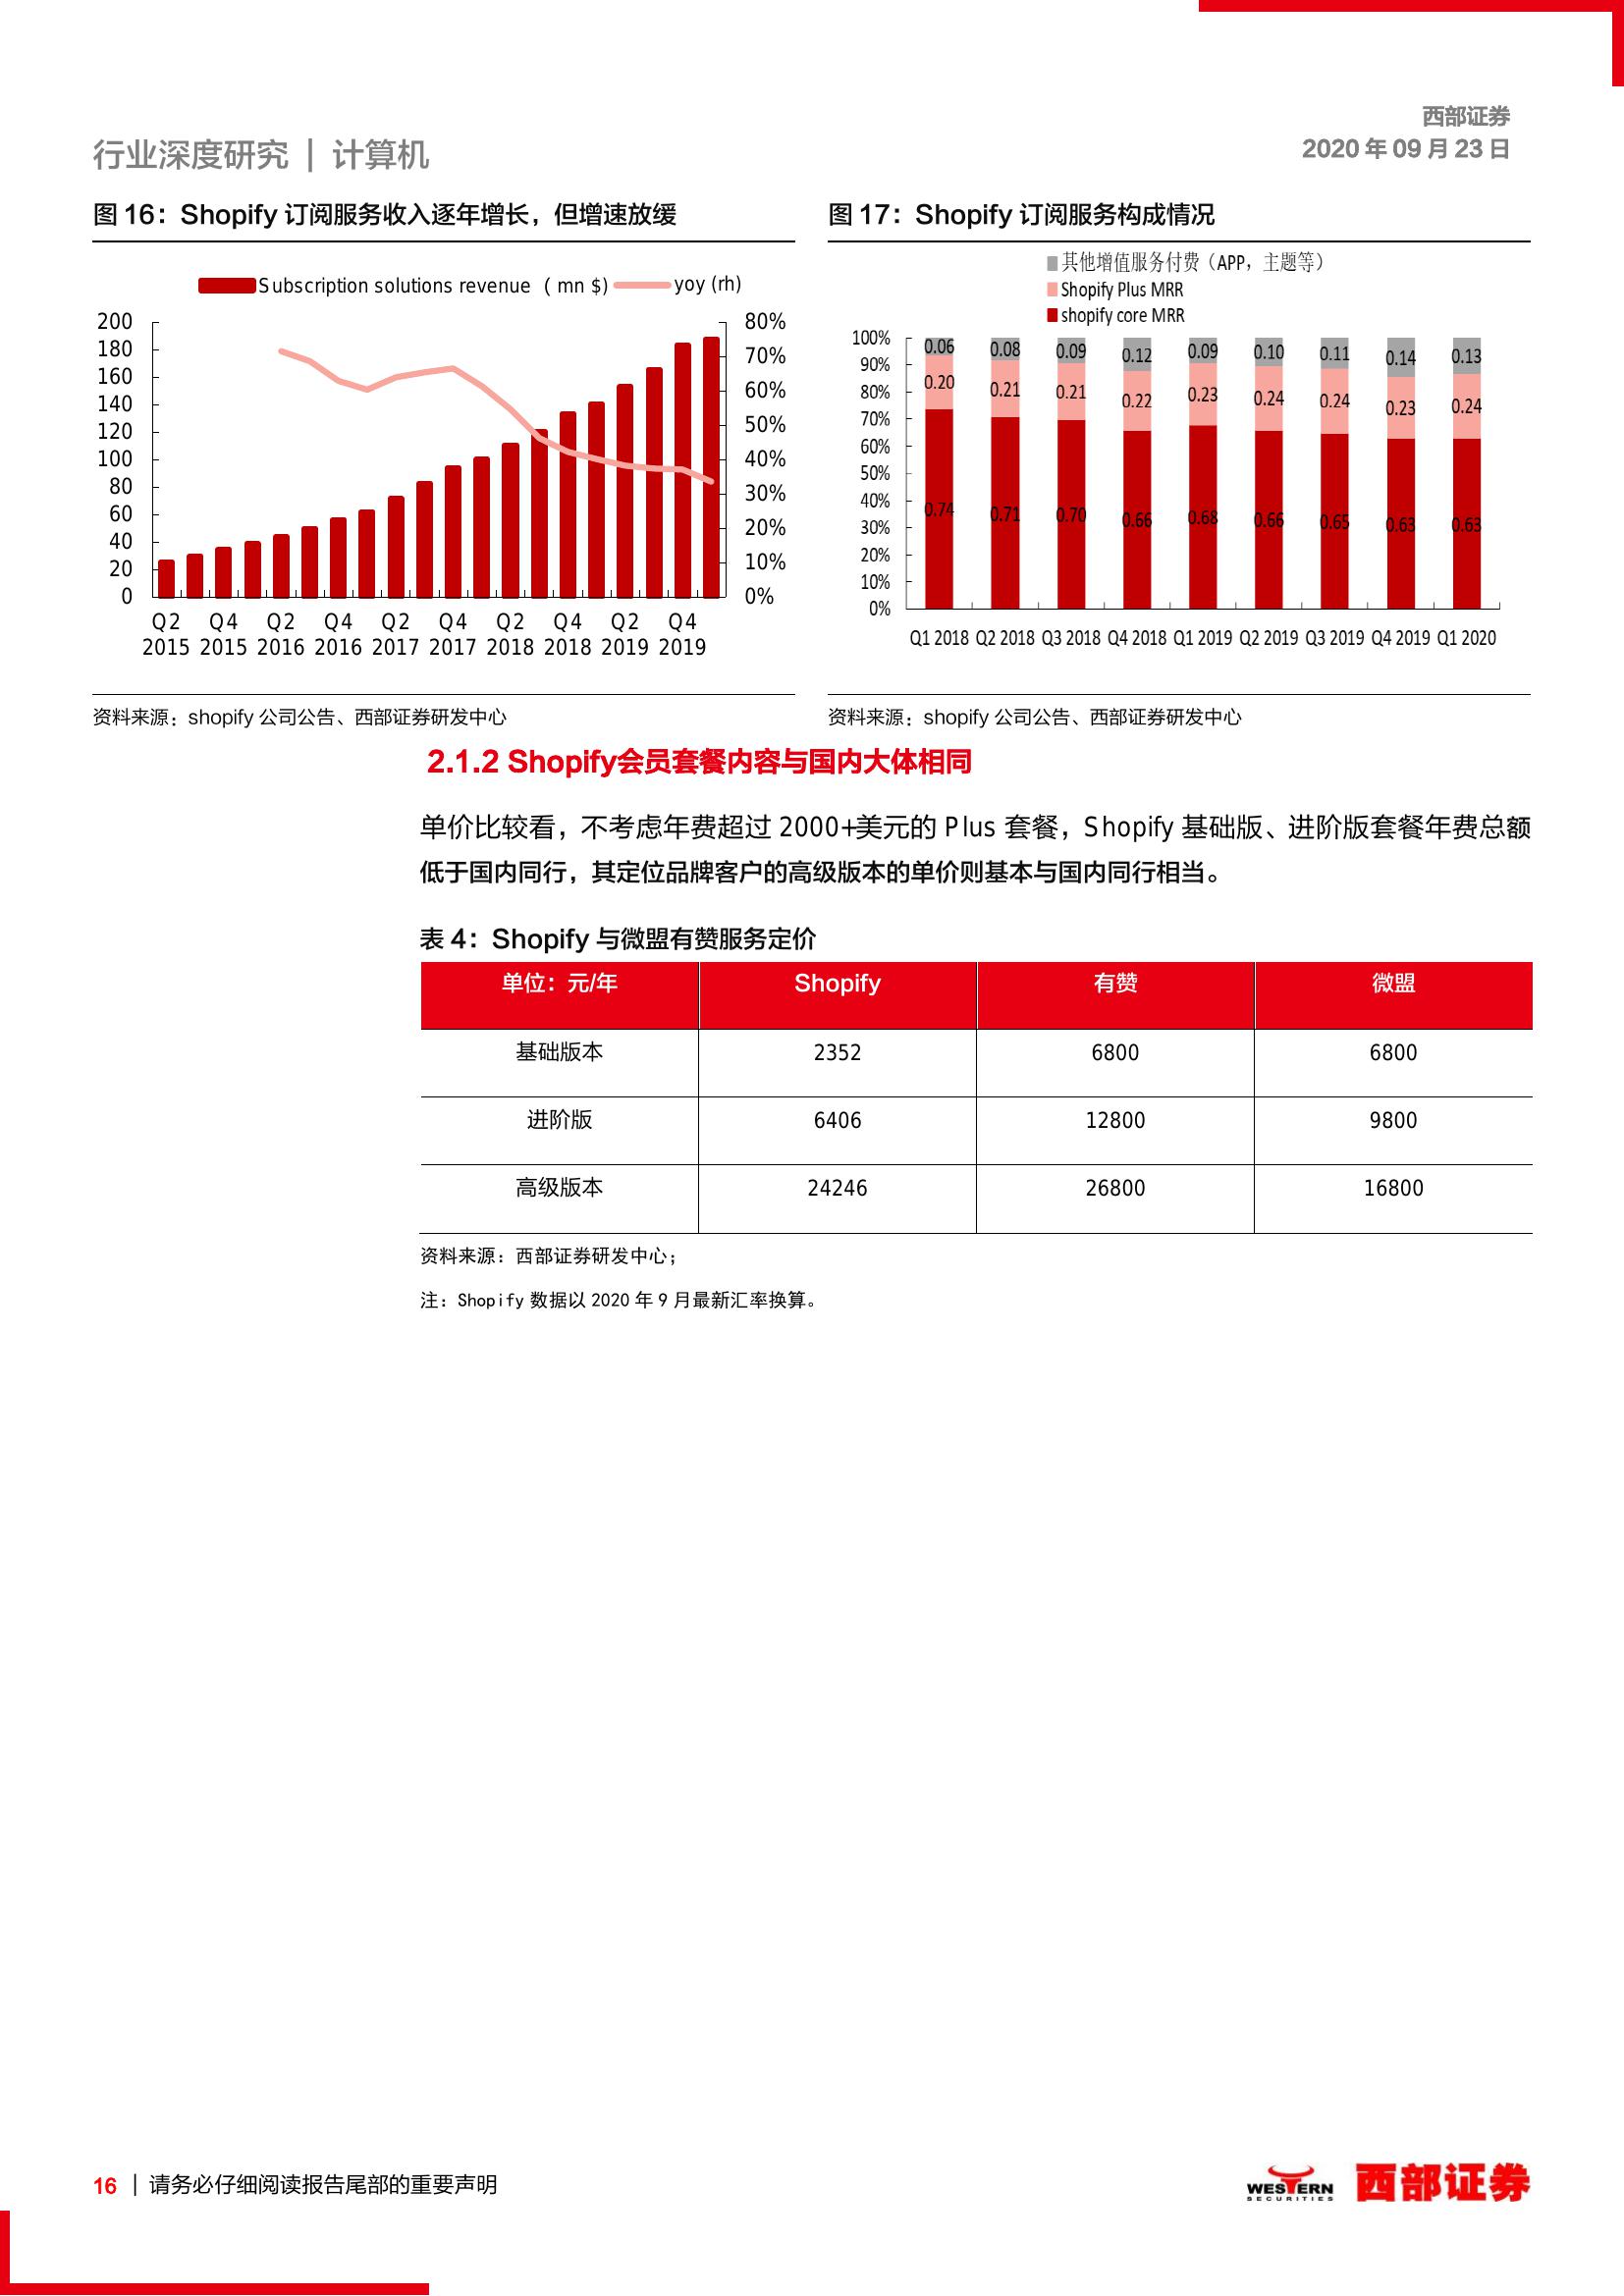 西部证券
2020 年 09 月 23 日
行业深度研究 | 计算机
图 16：Shopify 订阅服务收入逐年增长，但增速放缓
Subscription solutions revenue （ mn $) yoy (rh)
200 80%
180 70%
160 60%
140 50%
120 40%
100 30%
80 20%
60 10%
40 0%
20
0
Q2 Q4 Q2 Q4 Q2 Q4 Q2 Q4 Q2 Q4
2015 2015 2016 2016 2017 2017 2018 2018 2019 2019
资料来源：shopify 公司公告、西部证券研发中心
图 17：Shopify 订阅服务构成情况
其他增值服务付费（APP，主题等）
Shopify Plus MRR
shopify core MRR
100%
90%
80%
70%
60%
50%
40%
30%
20%
10%
0%
0.06 0.08 0.09 0.12 0.09 0.10 0.11 0.14 0.13
0.20 0.21 0.21 0.22 0.23 0.24 0.24 0.23 0.24
0.74 0.71 0.70 0.66 0.68 0.66 0.65 0.63 0.63
Q1 2018 Q2 2018 Q3 2018 Q4 2018 Q1 2019 Q2 2019 Q3 2019 Q4 2019 Q1 2020
资料来源：shopify 公司公告、西部证券研发中心
2.1.2 Shopify会员套餐内容与国内大体相同
单价比较看，不考虑年费超过 2000+美元的 Plus 套餐，Shopify 基础版、进阶版套餐年费总额
低于国内同行，其定位品牌客户的高级版本的单价则基本与国内同行相当。
表 4：Shopify 与微盟有赞服务定价
单位：元/年 Shopify 有赞 微盟
基础版本 2352 6800 6800
进阶版 6406 12800 9800
高级版本 24246 26800 16800
资料来源：西部证券研发中心；
注：Shopify 数据以 2020 年 9 月最新汇率换算。
16 | 请务必仔细阅读报告尾部的重要声明
WESTERN
SECURITIES
西部证券